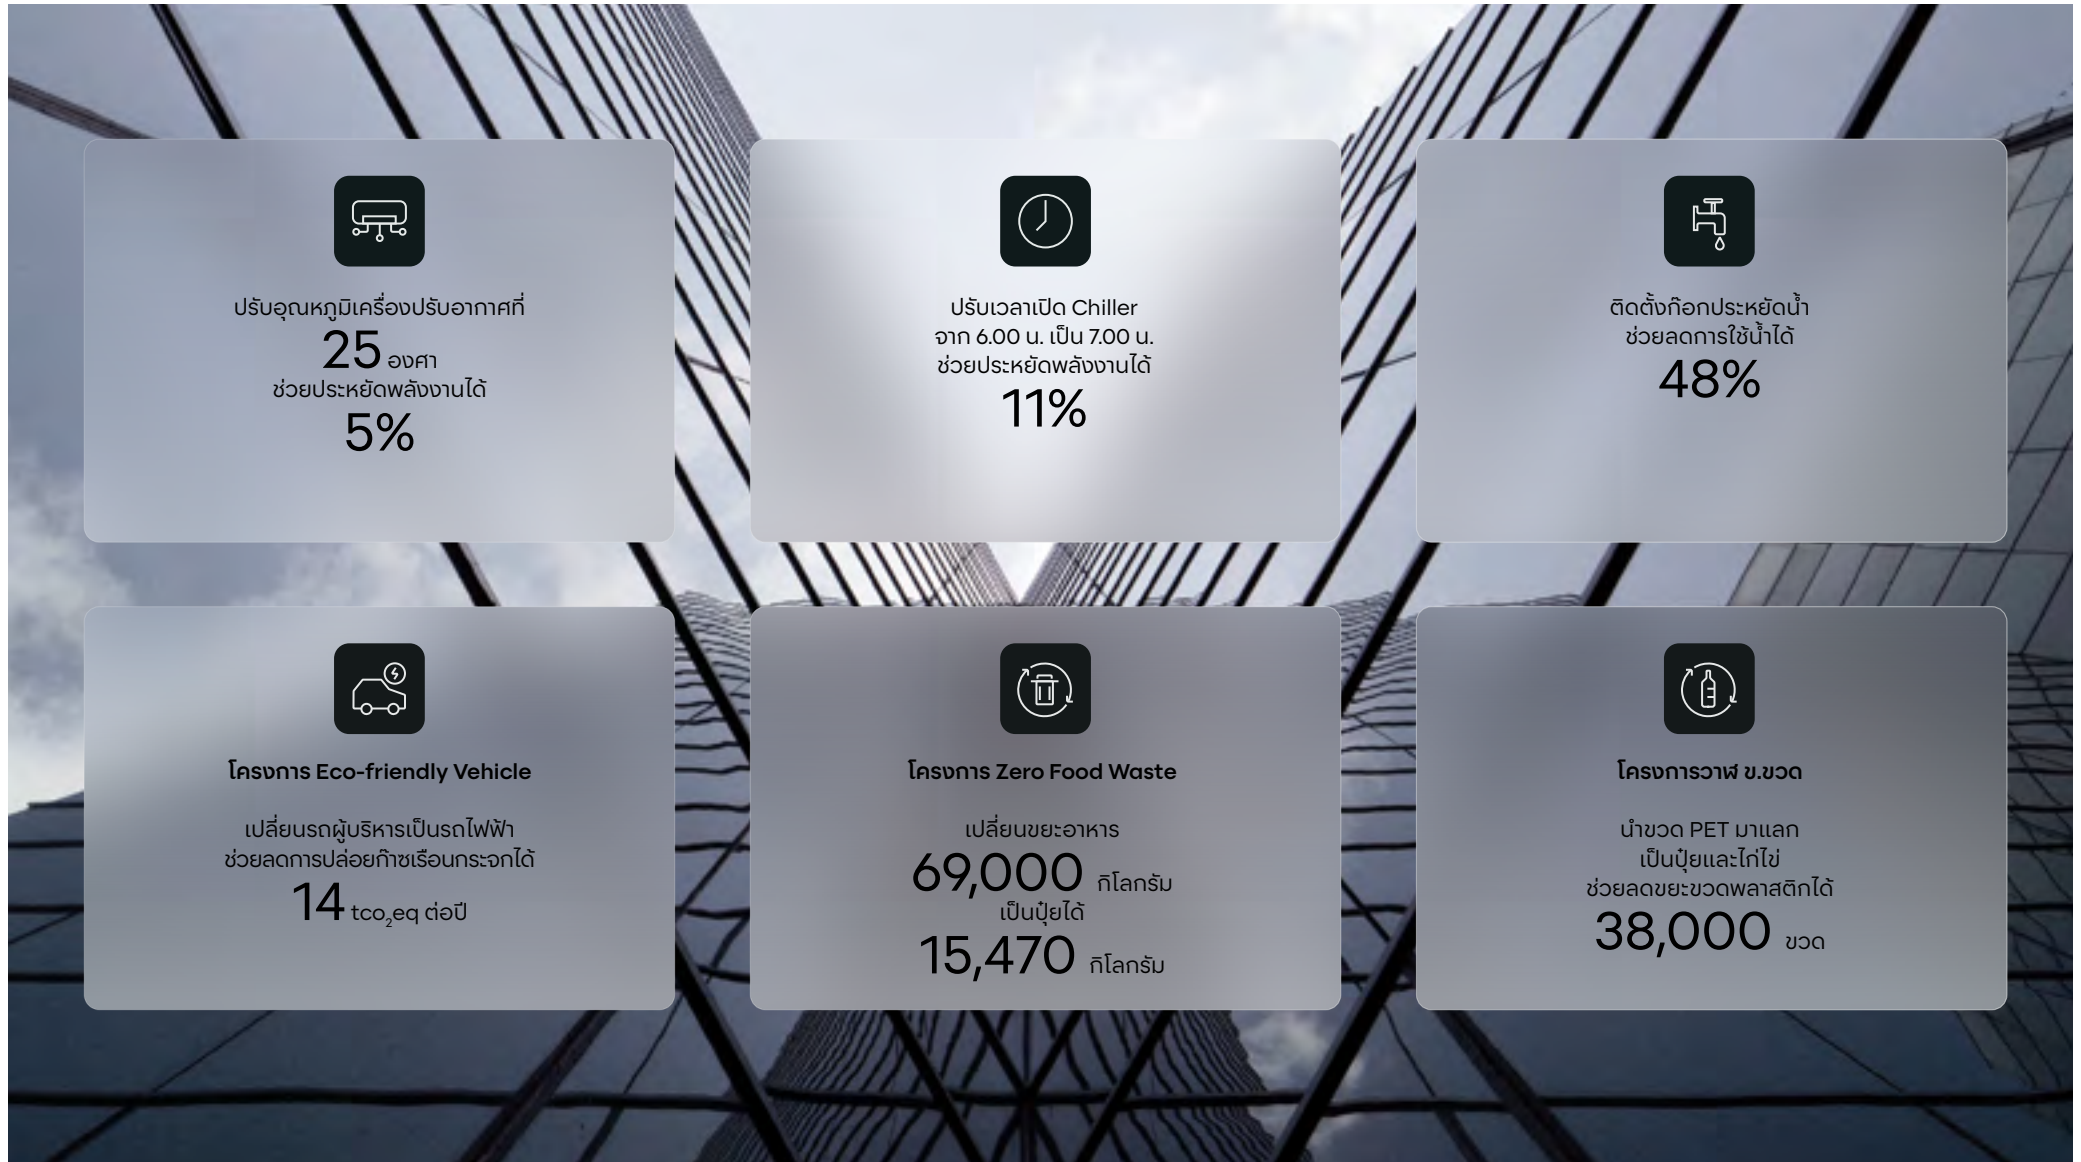 ปรับอุณหภูมิเครื่องปรับอากาศที่
25 องศา
ช่วยประหยัดพลังงานได้
5%
ปรับเวลาเปิด Chiller
จาก 6.00 น. เป็น 7.00 น.
ช่วยประหยัดพลังงานได้
11%
ติดตั้งก๊อกประหยัดน้ำ
ช่วยลดการใช้น้ำได้
48%
โครงการ Eco-friendly Vehicle
เปลี่ยนรถผู้บริหารเป็นรถไฟฟ้า
ช่วยลดการปล่อยก๊าซเรือนกระจกได้
14 tco₂eq ต่อปี
โครงการ Zero Food Waste
เปลี่ยนขยะอาหาร
69,000 กิโลกรัม
เป็นปุ๋ยได้
15,470 กิโลกรัม
โครงการวาฬ ข.ขวด
นำขวด PET มาแลก
เป็นปุ๋ยและไก่ไข่
ช่วยลดขยะขวดพลาสติกได้
38,000 ขวด